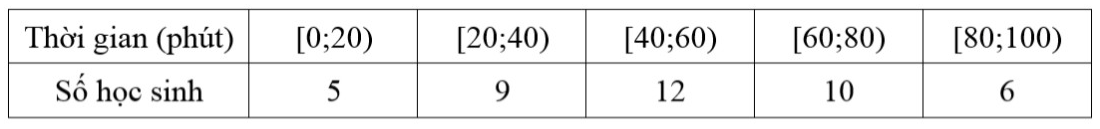 Thời gian (phút) [0;20) [20;40) [40;60) [60;80) [80;100)
Số học sinh 5 9 12 10 6